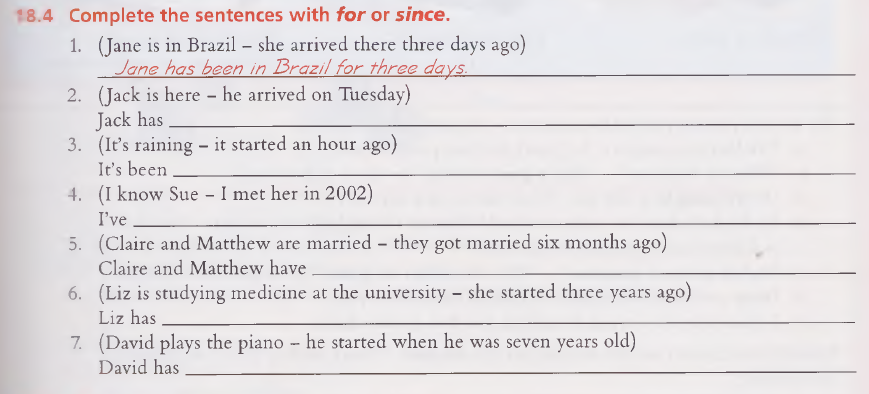 18.4 Complete the sentences with for or since.
1. (Jane is in Brazil – she arrived there three days ago)
Jane has been in Brazil for three days.
2. (Jack is here – he arrived on Tuesday)
Jack has
3. (It's raining – it started an hour ago)
It's been
4. (I know Sue – I met her in 2002)
I've
5. (Claire and Matthew are married – they got married six months ago)
Claire and Matthew have
6. (Liz is studying medicine at the university – she started three years ago)
Liz has
7. (David plays the piano – he started when he was seven years old)
David has